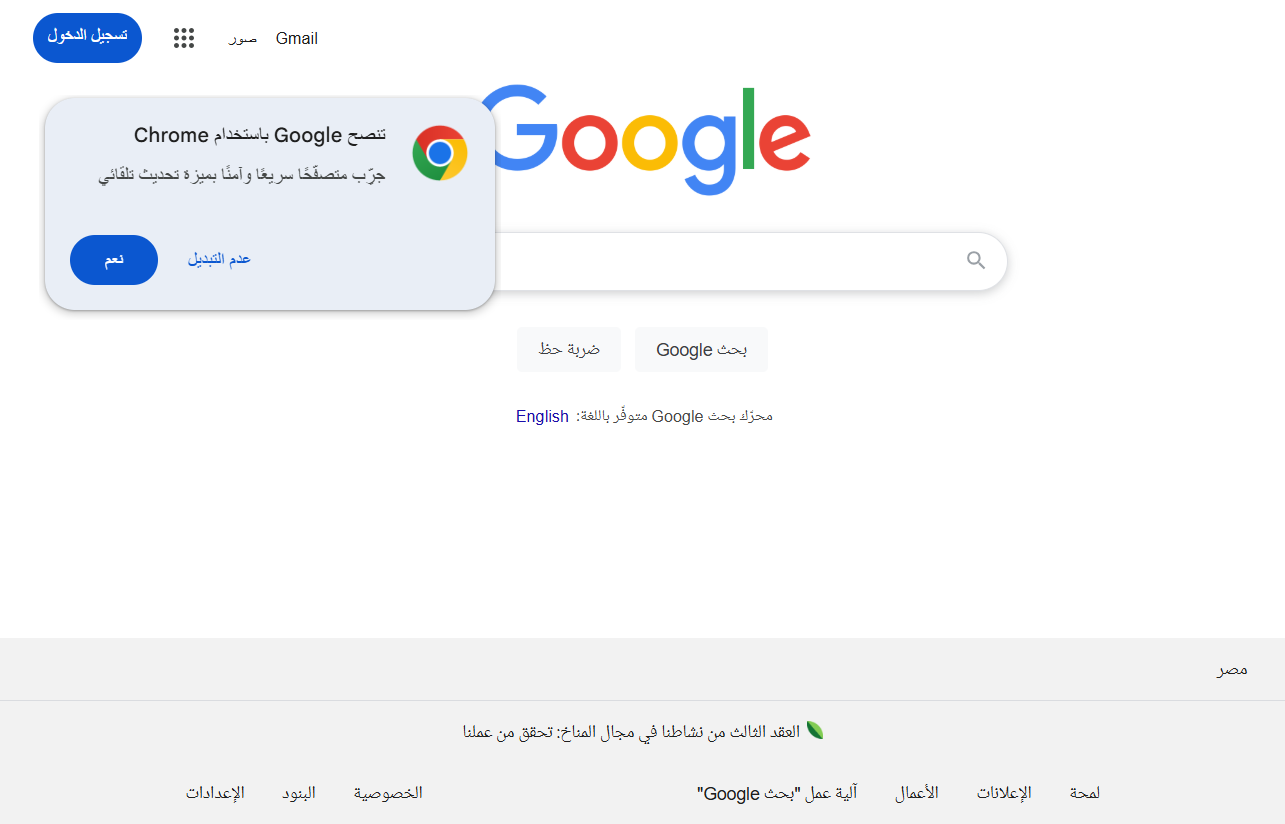 Gmail
صور
تسجيل الدخول
Google
تنصح Google باستخدام Chrome
جرّب متصفّحًا سريعًا وآمنًا بميزة تحديث تلقائي
عدم التبديل
نعم
بحث Google
ضربة حظ
محرّك بحث Google متوفّر باللغة: English
مصر
العقد الثالث من نشاطنا في مجال المناخ: تحقق من عملنا
لمحة
الإعلانات
الأعمال
آلية عمل "بحث Google"
الخصوصية
البنود
الإعدادات